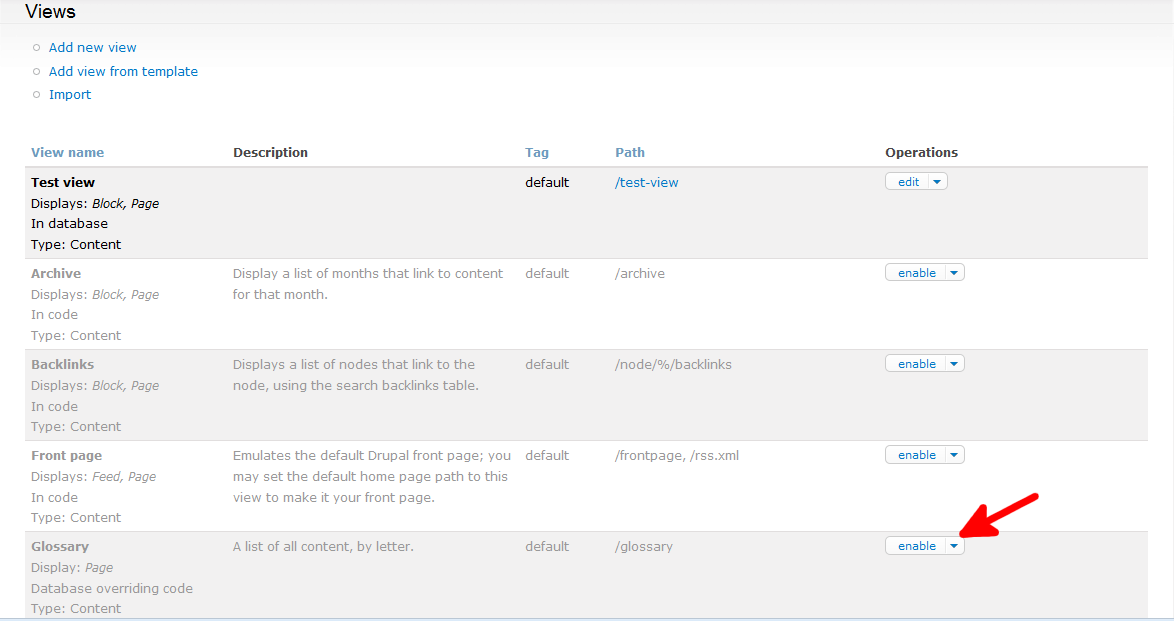 Views
Add new view
Add view from template
Import
View name Description Tag Path Operations
Test view default /test-view edit
Displays: Block, Page
In database
Type: Content
Archive Display a list of months that link to content default /archive enable
Displays: Block, Page for that month.
In code
Type: Content
Backlinks Displays a list of nodes that link to the default /node/%/backlinks enable
Displays: Block, Page node, using the search backlinks table.
In code
Type: Content
Front page Emulates the default Drupal front page; you default /frontpage, /rss.xml enable
Displays: Feed, Page may set the default home page path to this
In code view to make it your front page.
Type: Content
Glossary A list of all content, by letter. default /glossary enable
Display: Page
Database overriding code
Type: Content